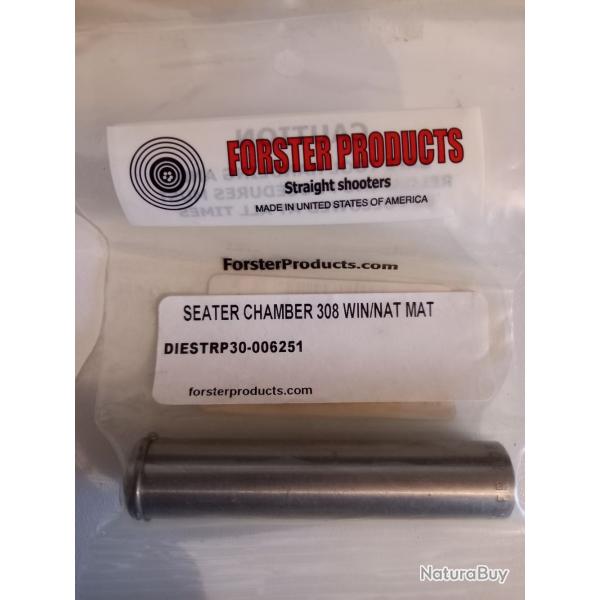 FORSTER PRODUCTS
Straight shooters
MADE IN UNITED STATES OF AMERICA
CAUTION
ForsterProducts.com
SEATER CHAMBER 308 WIN/NAT MAT
DIESTRP30-006251
forsterproducts.com
NaturaBuy